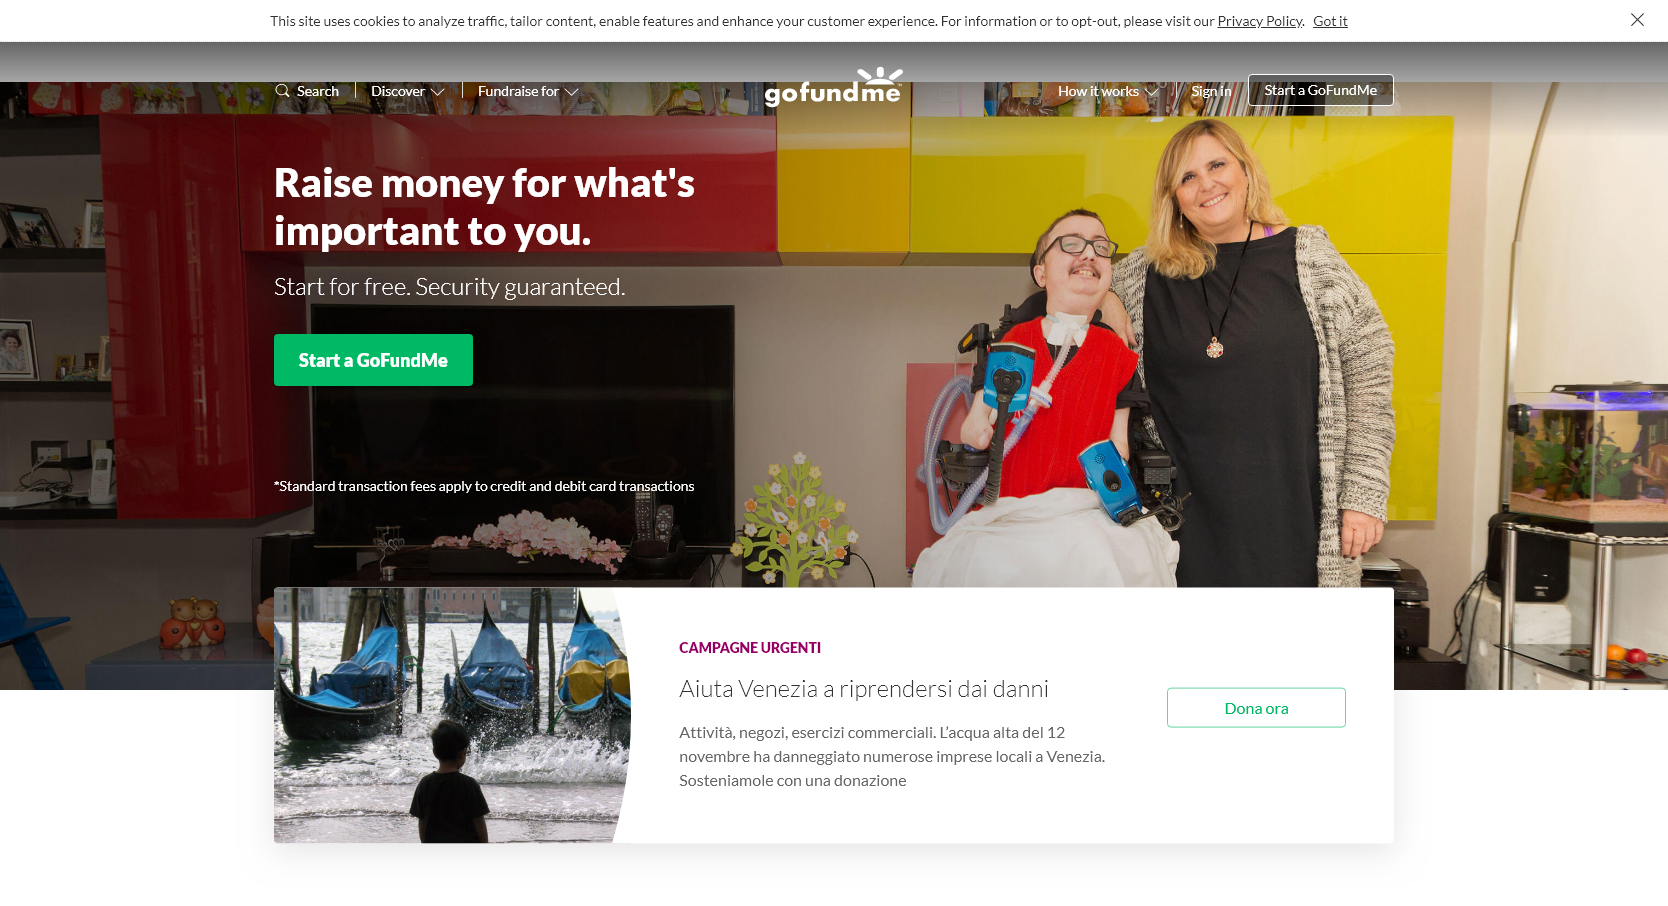 This site uses cookies to analyze traffic, tailor content, enable features and enhance your customer experience. For information or to opt-out, please visit our Privacy Policy. Got it
Search
Discover
Fundraise for
gofundme
How it works
Sign in
Start a GoFundMe
Raise money for what's
important to you.
Start for free. Security guaranteed.
Start a GoFundMe
*Standard transaction fees apply to credit and debit card transactions
CAMPAGNE URGENTI
Aiuta Venezia a riprendersi dai danni
Attività, negozi, esercizi commerciali. L’acqua alta del 12
novembre ha danneggiato numerose imprese locali a Venezia.
Sosteniamole con una donazione
Dona ora